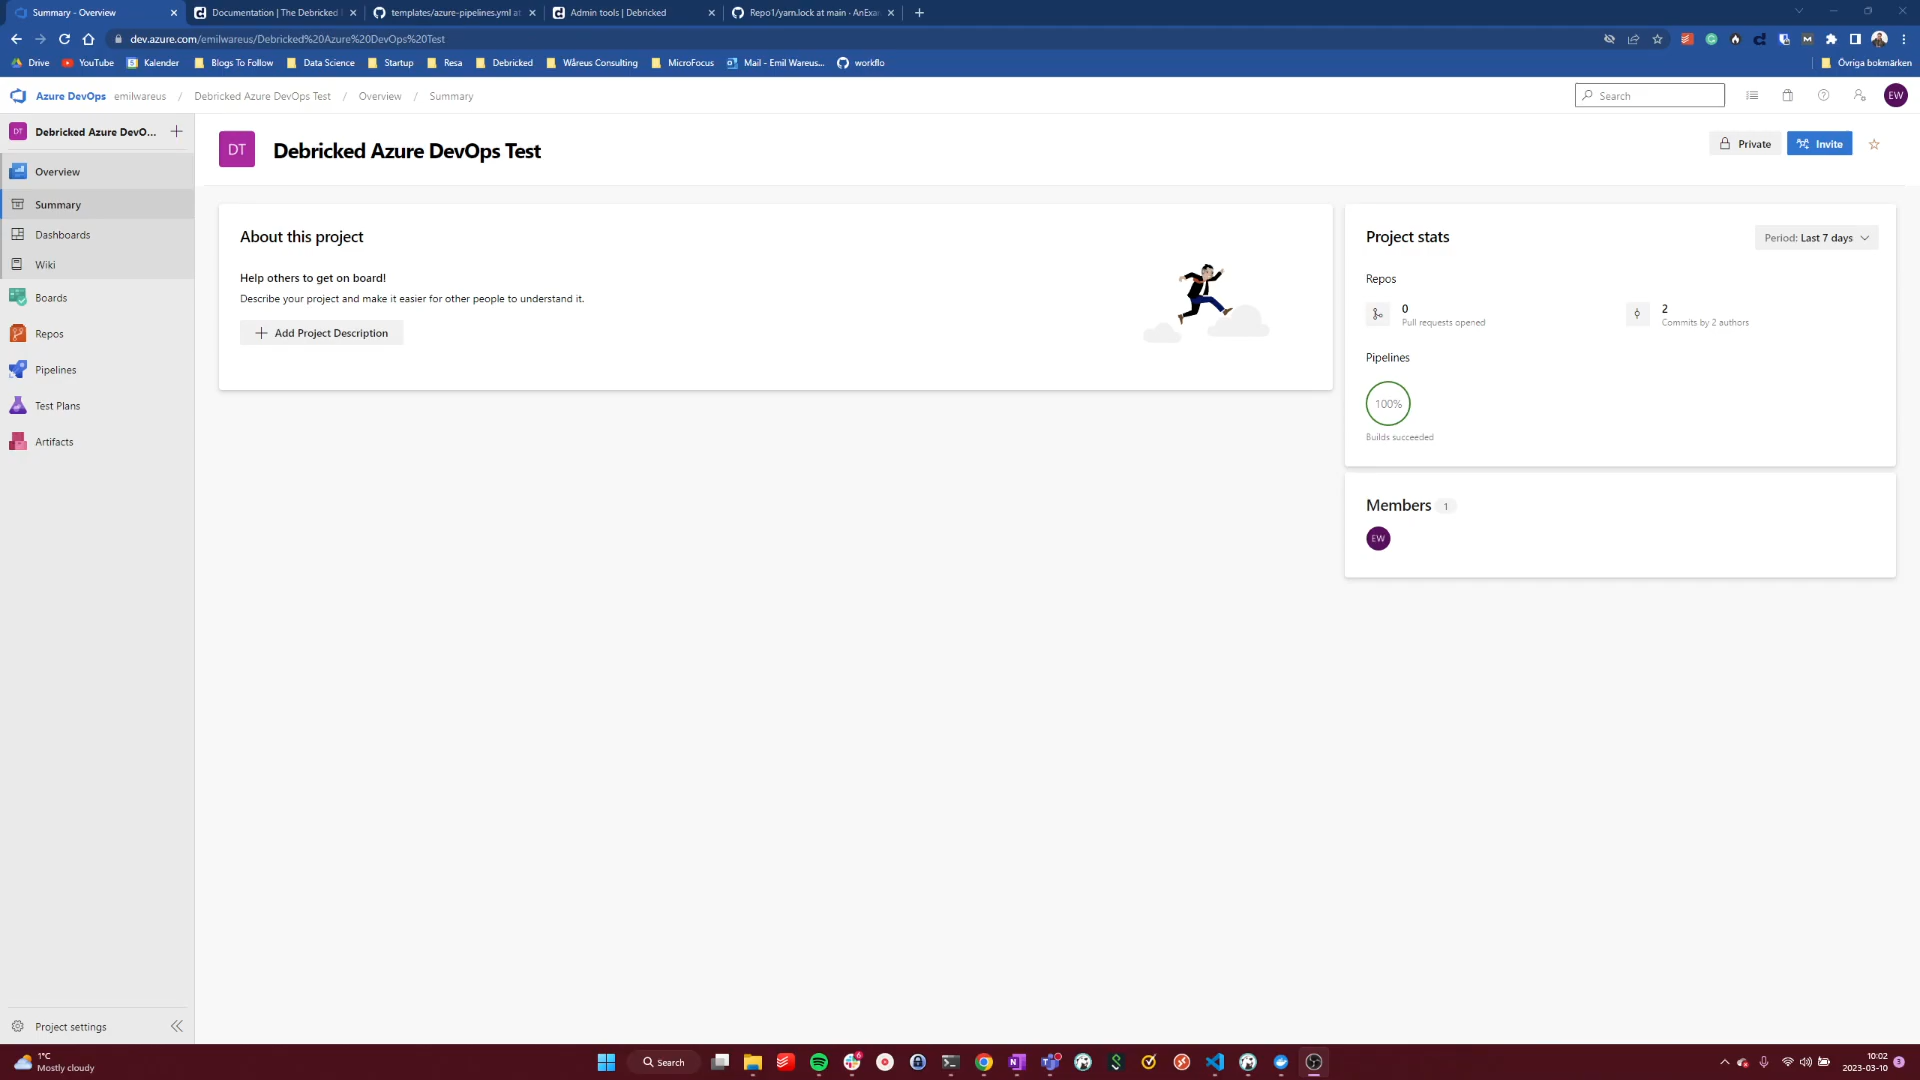 Summary - Overview
Documentation | The Debricked
templates/azure-pipelines.yml at
Admin tools | Debricked
Repo1/yarn.lock at main · AnExa
dev.azure.com/emilwareus/Debricked%20Azure%20DevOps%20Test
Drive
YouTube
Kalender
Blogs To Follow
Data Science
Startup
Resa
Debricked
Wåreus Consulting
MicroFocus
Mail - Emil Wareus...
workflo
Övriga bokmärken
Azure DevOps
emilwareus / Debricked Azure DevOps Test / Overview / Summary
Search
EW
DT
Debricked Azure DevO...
Overview
Summary
Dashboards
Wiki
Boards
Repos
Pipelines
Test Plans
Artifacts
Project settings
DT
Debricked Azure DevOps Test
Private
Invite
About this project
Help others to get on board!
Describe your project and make it easier for other people to understand it.
Add Project Description
Project stats
Period: Last 7 days
Repos
0
Pull requests opened
2
Commits by 2 authors
Pipelines
100%
Builds succeeded
Members 1
EW
1°C
Mostly cloudy
Search
10:02
2023-03-10